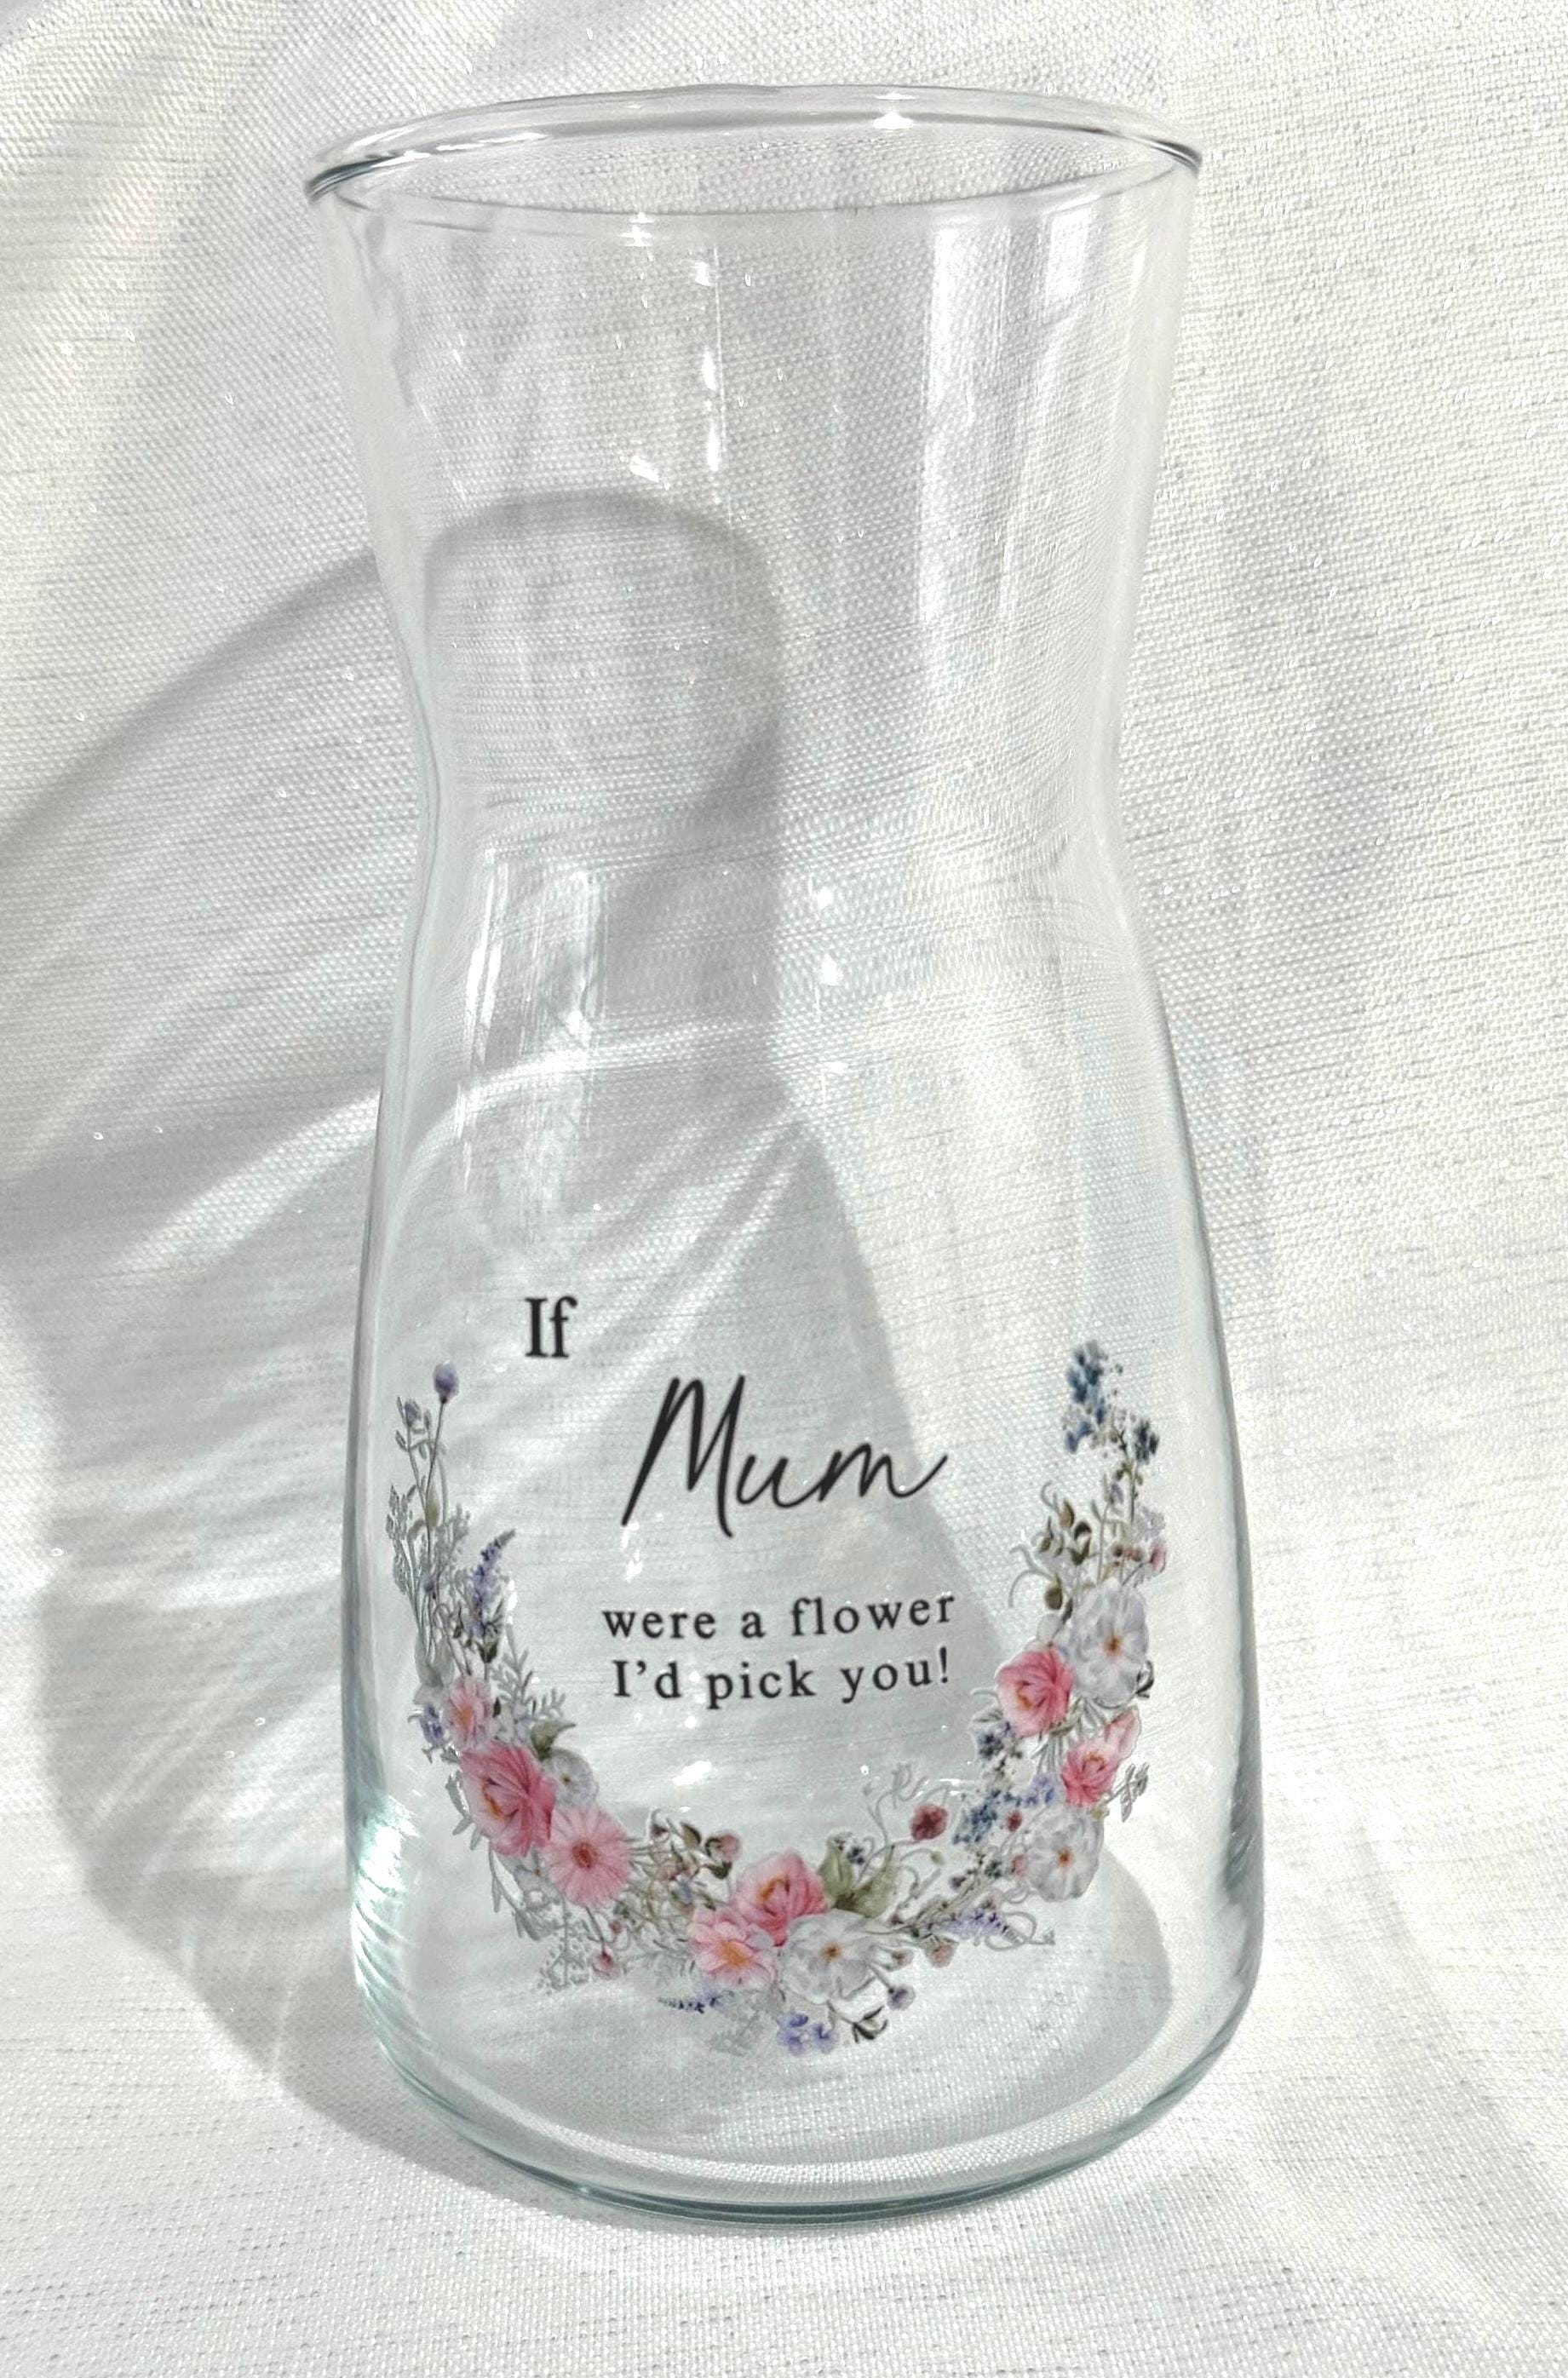 If
Mum
were a flower
I'd pick you!